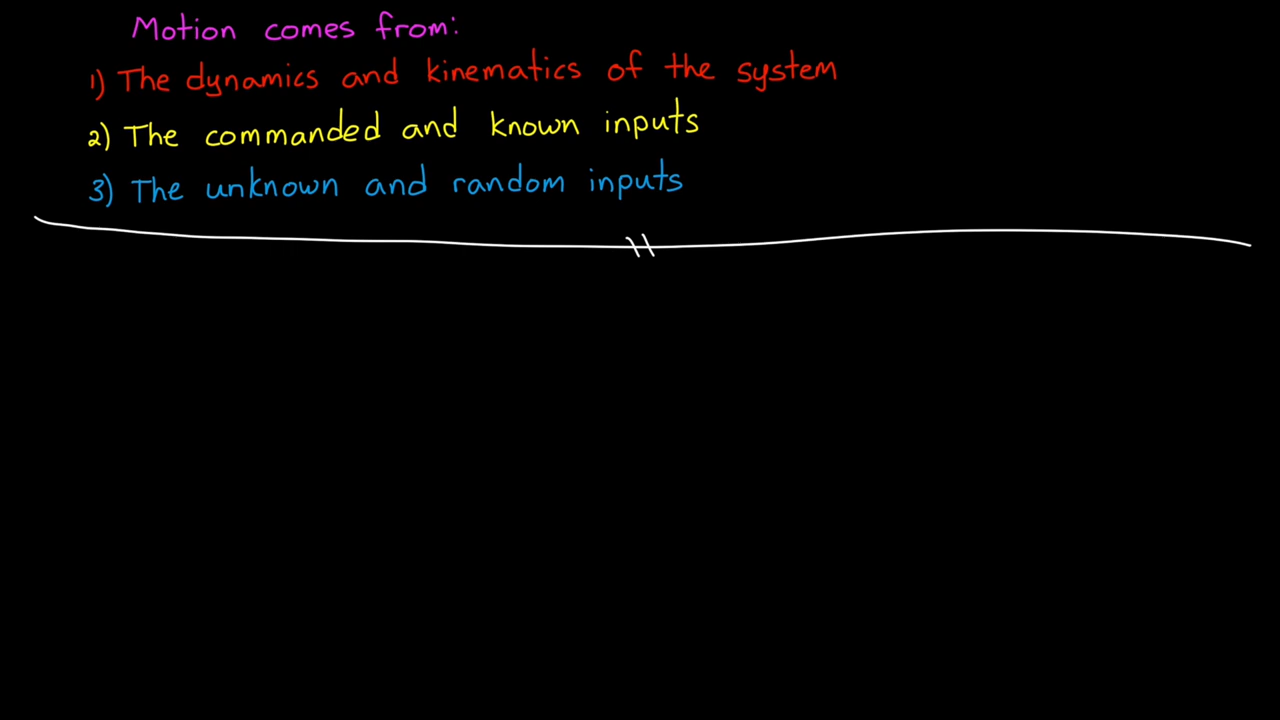 Motion comes from:
1) The dynamics and kinematics of the system
2) The commanded and known inputs
3) The unknown and random inputs